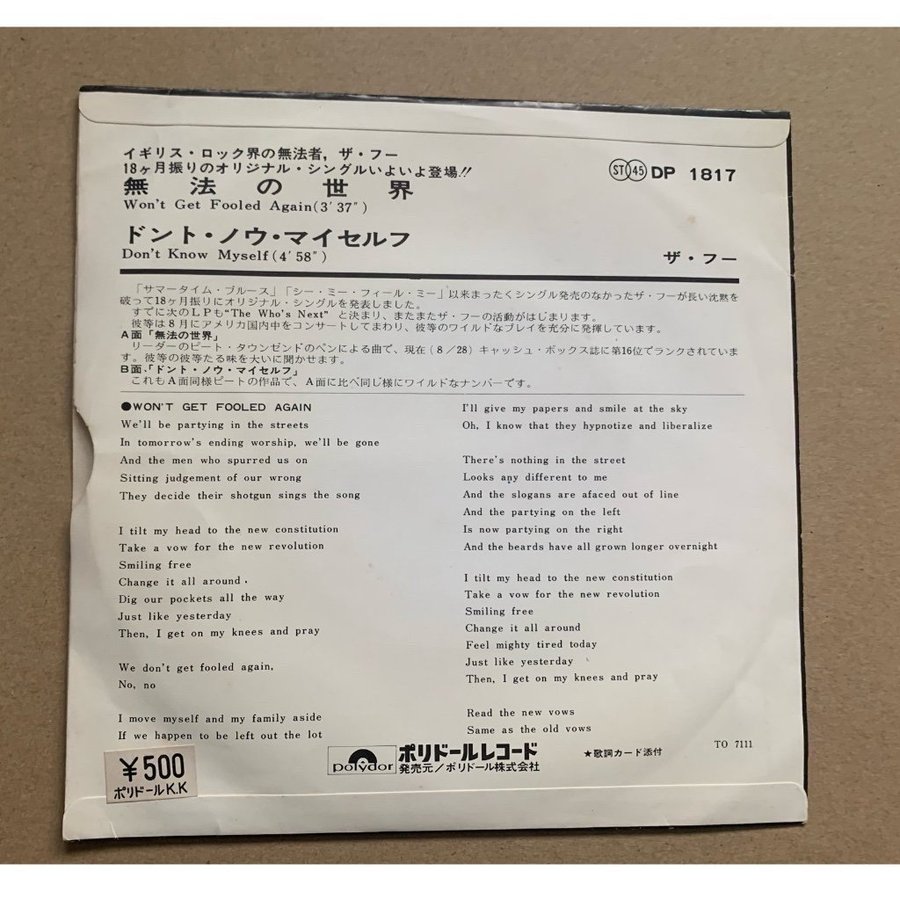 イギリス・ロック界の無法者，ザ・フー
18ヶ月振りのオリジナル・シングルいよいよ登場!!
無法の世界
Won't Get Fooled Again(3′37″)
ST 45 DP 1817
ドント・ノウ・マイセルフ
Don't Know Myself(4′58″)
ザ・フー
「サマータイム・ブルース」「シー・ミー・フィール・ミー」以来まったくシングル発売のなかったザ・フーが長い沈黙を
破って18ヶ月振りにオリジナル・シングルを発表しました。
すでに次のLPも"The Who's Next" と決まり、またまたザ・フーの活動がはじまります。
彼等は8月にアメリカ国内中をコンサートしてまわり、彼等のワイルドなプレイを充分に発揮しています。
A面「無法の世界」
リーダーのピート・タウンゼンドのペンによる曲で、現在（8／28）キャッシュ・ボックス誌に第16位でランクされていま
す。彼等の彼等たる味を大いに聞かせます。
B面、「ドント・ノウ・マイセルフ」
これもA面同様ピートの作品で、A面に比べ同じ様にワイルドなナンバーです。
●WON'T GET FOOLED AGAIN
We'll be partying in the streets
In tomorrow's ending worship, we'll be gone
And the men who spurred us on
Sitting judgement of our wrong
They decide their shotgun sings the song
I tilt my head to the new constitution
Take a vow for the new revolution
Smiling free
Change it all around.
Dig our pockets all the way
Just like yesterday
Then, I get on my knees and pray
We don't get fooled again,
No, no
I move myself and my family aside
If we happen to be left out the lot
I'll give my papers and smile at the sky
Oh, I know that they hypnotize and liberalize
There's nothing in the street
Looks any different to me
And the slogans are afaced out of line
And the partying on the left
Is now partying on the right
And the beards have all grown longer overnight
I tilt my head to the new constitution
Take a vow for the new revolution
Smiling free
Change it all around
Feel mighty tired today
Just like yesterday
Then, I get on my knees and pray
Read the new vows
Same as the old vows
TO 7111
¥500
ポリドールK.K
polydor
ポリドールレコード
発売元／ポリドール株式会社
★歌詞カード添付